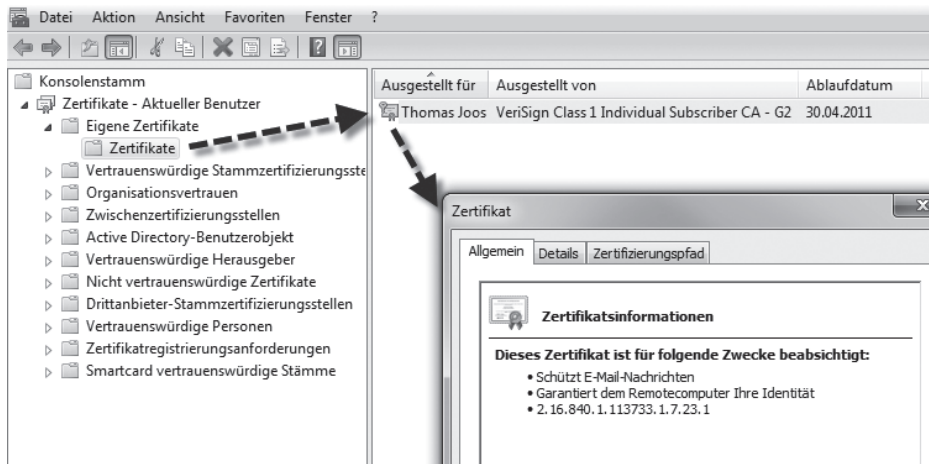 Datei Aktion Ansicht Favoriten Fenster ?
Konsolenstamm
Zertifikate - Aktueller Benutzer
Eigene Zertifikate
Zertifikate
Vertrauenswürdige Stammzertifizierungsste
Organisationsvertrauen
Zwischenzertifizierungsstellen
Active Directory-Benutzerobjekt
Vertrauenswürdige Herausgeber
Nicht vertrauenswürdige Zertifikate
Drittanbieter-Stammzertifizierungsstellen
Vertrauenswürdige Personen
Zertifikatregistrierungsanforderungen
Smartcard vertrauenswürdige Stämme
Ausgestellt für Ausgestellt von Ablaufdatum
Thomas Joos VeriSign Class 1 Individual Subscriber CA - G2 30.04.2011
Zertifikat
Allgemein Details Zertifizierungspfad
Zertifikatsinformationen
Dieses Zertifikat ist für folgende Zwecke beabsichtigt:
• Schützt E-Mail-Nachrichten
• Garantiert dem Remotecomputer Ihre Identität
• 2.16.840.1.113733.1.7.23.1